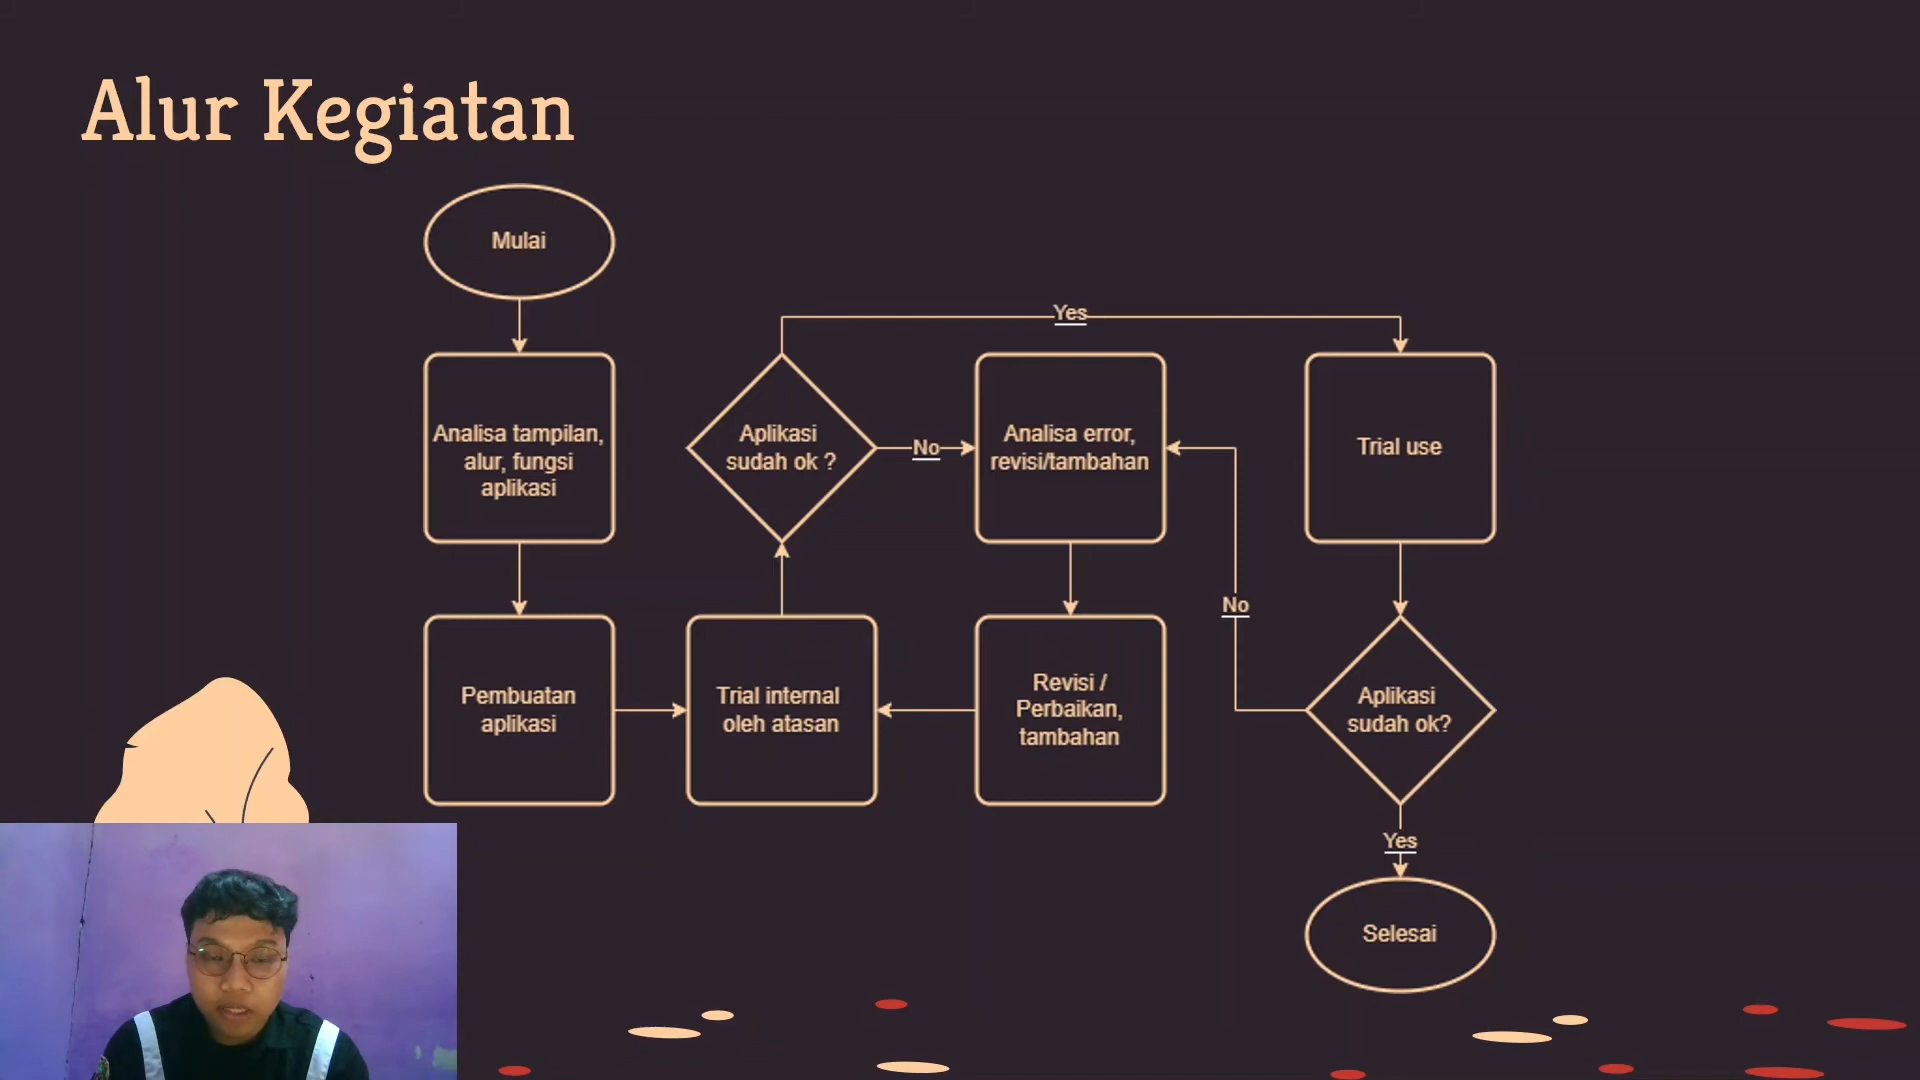 Alur Kegiatan
Mulai
Yes
Analisa tampilan,
alur, fungsi
aplikasi
Aplikasi
sudah ok ?
No
Analisa error,
revisi/tambahan
Trial use
No
Pembuatan
aplikasi
Trial internal
oleh atasan
Revisi /
Perbaikan,
tambahan
Aplikasi
sudah ok?
Yes
Selesai